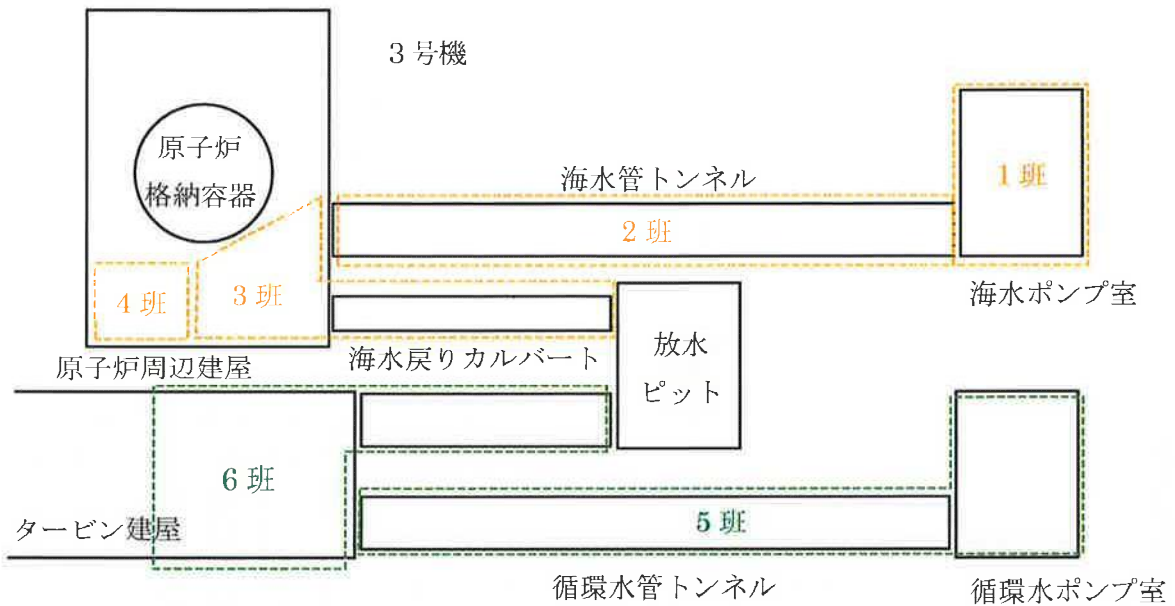 3 号機
原子炉
格納容器
海水管トンネル
1 班
2 班
4 班
3 班
海水ポンプ室
原子炉周辺建屋
海水戻りカルバート
放水
ピット
6 班
タービン建屋
5 班
循環水管トンネル
循環水ポンプ室